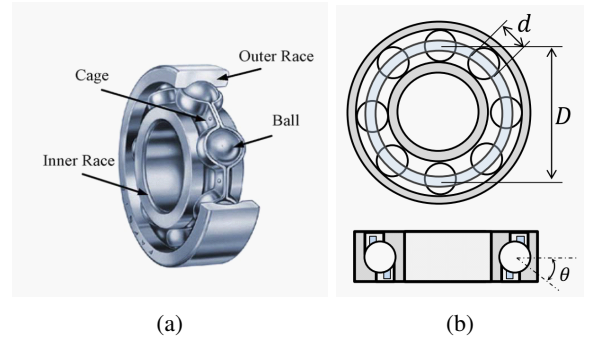 Outer Race
Cage
Ball
Inner Race
d
D
θ
(a)
(b)